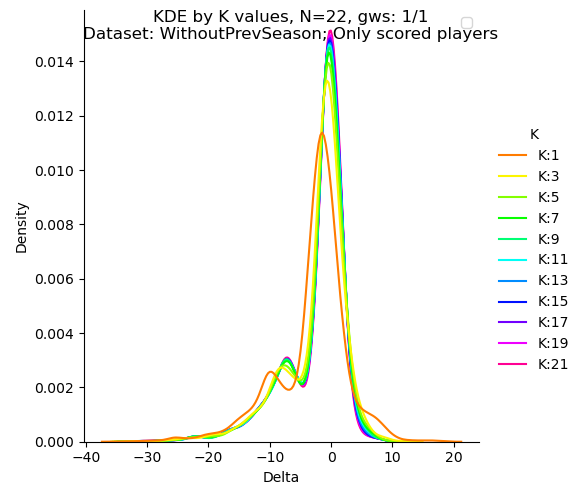 KDE by K values, N=22, gws: 1/1
Dataset: WithoutPrevSeason; Only scored players
0.014
0.012
0.010
0.008
0.006
0.004
0.002
0.000
Density
−40
−30
−20
−10
0
10
20
Delta
K
K:1
K:3
K:5
K:7
K:9
K:11
K:13
K:15
K:17
K:19
K:21